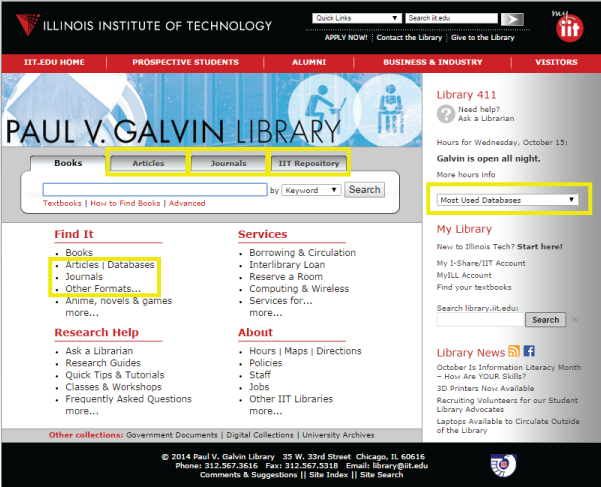 ILLINOIS INSTITUTE OF TECHNOLOGY
Quick Links
Search iit.edu
my
iit
APPLY NOW! Contact the Library Give to the Library
IIT.EDU HOME PROSPECTIVE STUDENTS ALUMNI BUSINESS & INDUSTRY VISITORS
PAUL V. GALVIN LIBRARY
Books Articles Journals IIT Repository
by Keyword Search
Textbooks | How to Find Books | Advanced
Find It
Books
Articles | Databases
Journals
Other Formats...
Anime, novels & games
more...
Services
Borrowing & Circulation
Interlibrary Loan
Reserve a Room
Computing & Wireless
Services for...
more...
Research Help
Ask a Librarian
Research Guides
Quick Tips & Tutorials
Classes & Workshops
Frequently Asked Questions
more...
About
Hours | Maps | Directions
Policies
Staff
Jobs
Other IIT Libraries
more...
Library 411
?
Need help?
Ask a Librarian
Hours for Wednesday, October 15:
Galvin is open all night.
More hours info
Most Used Databases
My Library
New to Illinois Tech? Start here!
My I-Share/IIT Account
MyILL Account
Find your textbooks
Search library.iit.edu:
Search ×
Library News f
October Is Information Literacy Month
– How Are YOUR Skills?
3D Printers Now Available
Recruiting Volunteers for our Student
Library Advocates
Laptops Available to Circulate Outside
of the Library
Other collections: Government Documents | Digital Collections | University Archives
© 2014 Paul V. Galvin Library 35 W. 33rd Street Chicago, IL 60616
Phone: 312.567.3616 Fax: 312.567.5318 Email: library@iit.edu
Comments & Suggestions || Site Index || Site Search